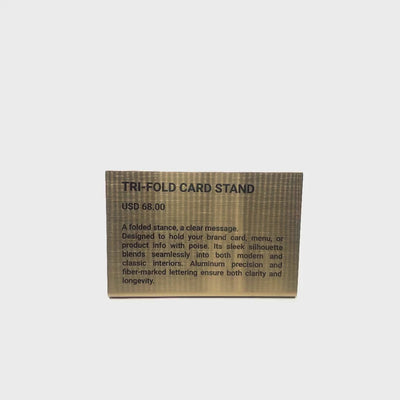 TRI-FOLD CARD STAND
USD 68.00
A folded stance, a clear message.
Designed to hold your brand card, menu, or
product info with poise. Its sleek silhouette
blends seamlessly into both modern and
classic interiors. Aluminum precision and
fiber-marked lettering ensure both clarity and
longevity.